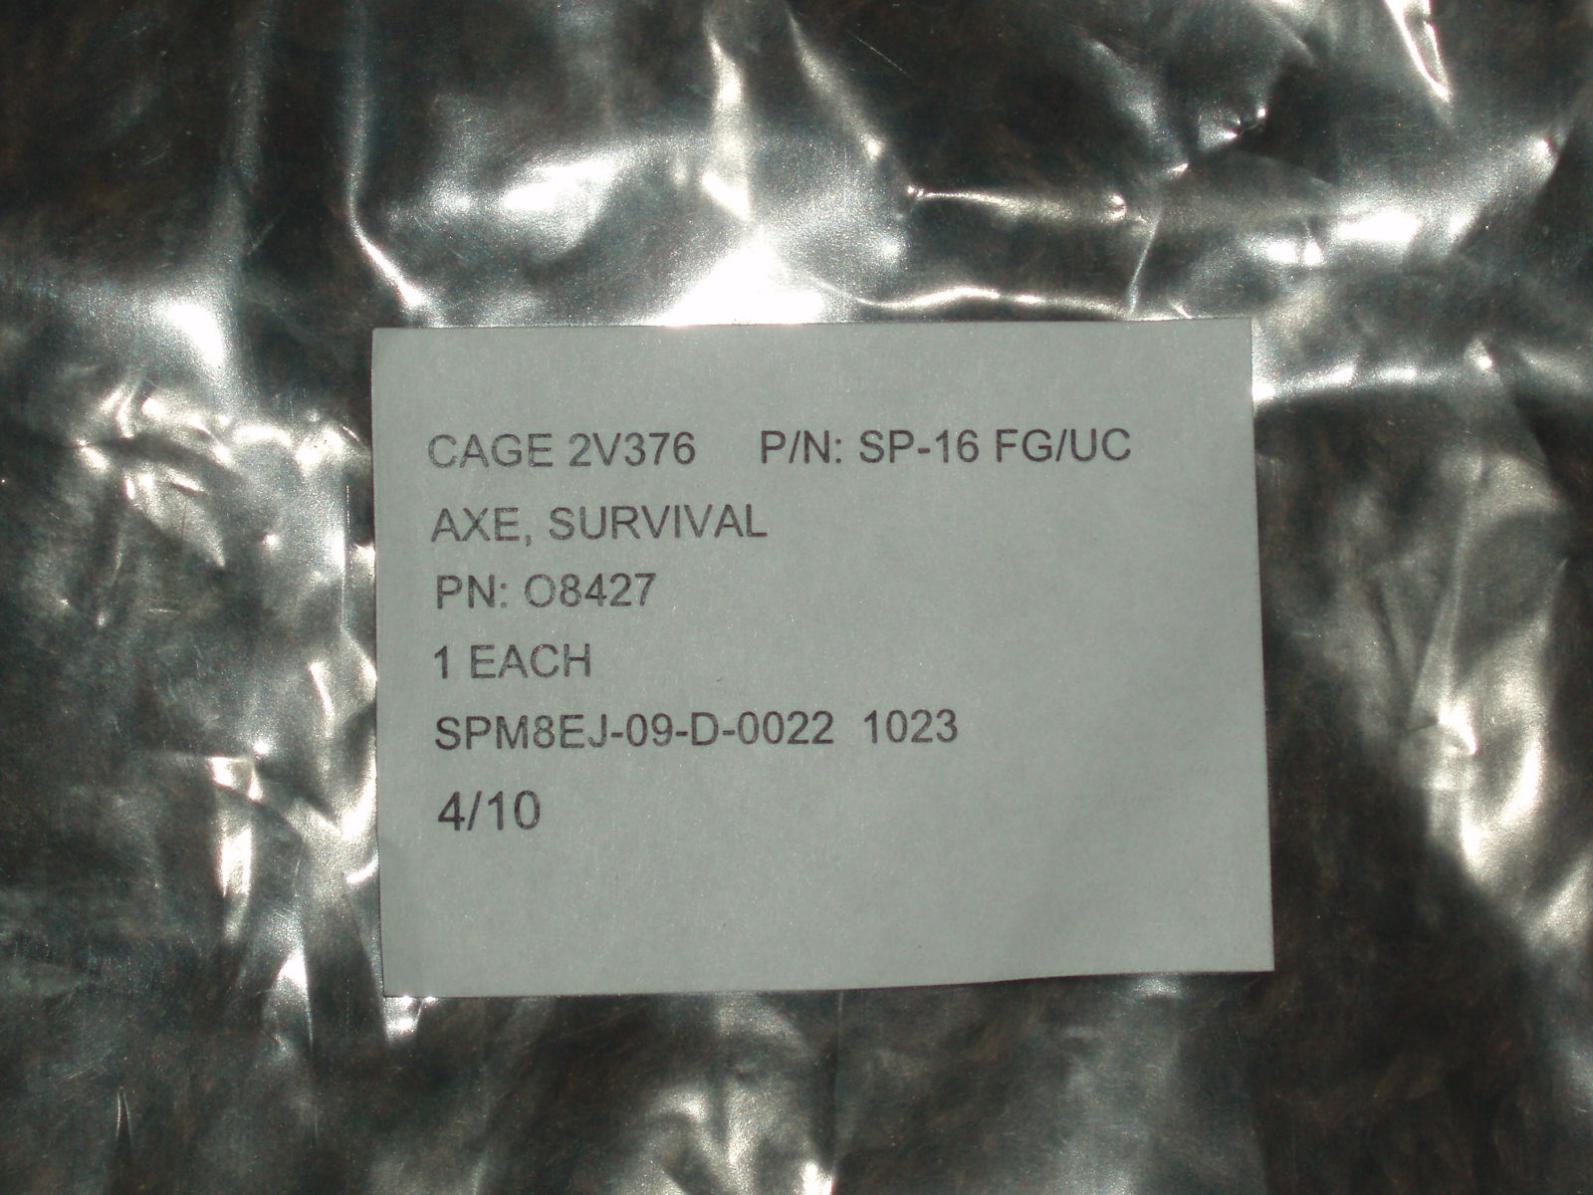 CAGE 2V376 P/N: SP-16 FG/UC
AXE, SURVIVAL
PN: O8427
1 EACH
SPM8EJ-09-D-0022 1023
4/10